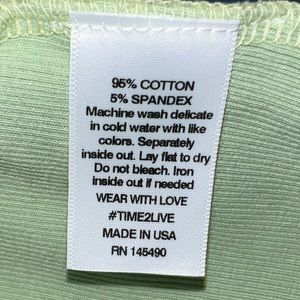 95% COTTON
5% SPANDEX
Machine wash delicate
in cold water with like
colors. Separately
inside out. Lay flat to dry
Do not bleach. Iron
inside out if needed
WEAR WITH LOVE
#TIME2LIVE
MADE IN USA
RN 145490